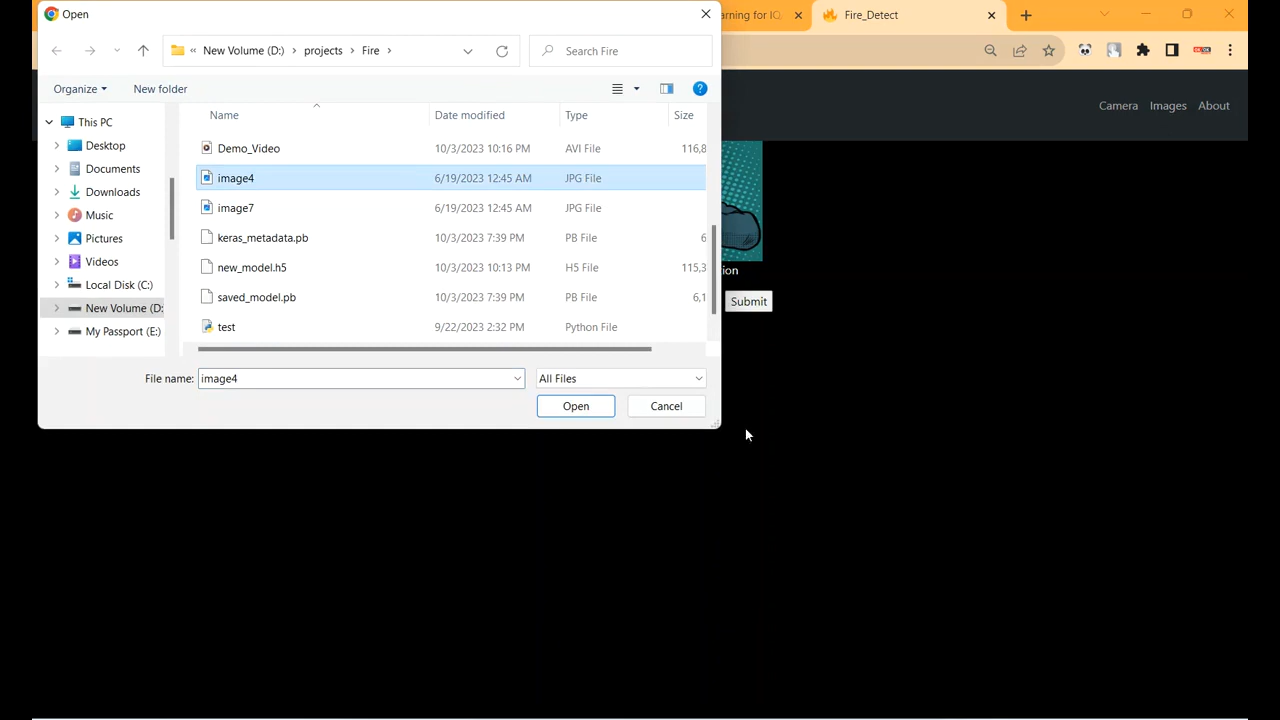 Open
arning for IC
Fire_Detect
« New Volume (D:) › projects › Fire ›
Search Fire
Organize
New folder
Camera
Images
About
This PC
Desktop
Documents
Downloads
Music
Pictures
Videos
Local Disk (C:)
New Volume (D:
My Passport (E:)
Name Date modified Type Size
Demo_Video 10/3/2023 10:16 PM AVI File 116,8
image4 6/19/2023 12:45 AM JPG File
image7 6/19/2023 12:45 AM JPG File
keras_metadata.pb 10/3/2023 7:39 PM PB File 6
new_model.h5 10/3/2023 10:13 PM H5 File 115,3
saved_model.pb 10/3/2023 7:39 PM PB File 6,1
test 9/22/2023 2:32 PM Python File
ion
Submit
File name: image4
All Files
Open
Cancel